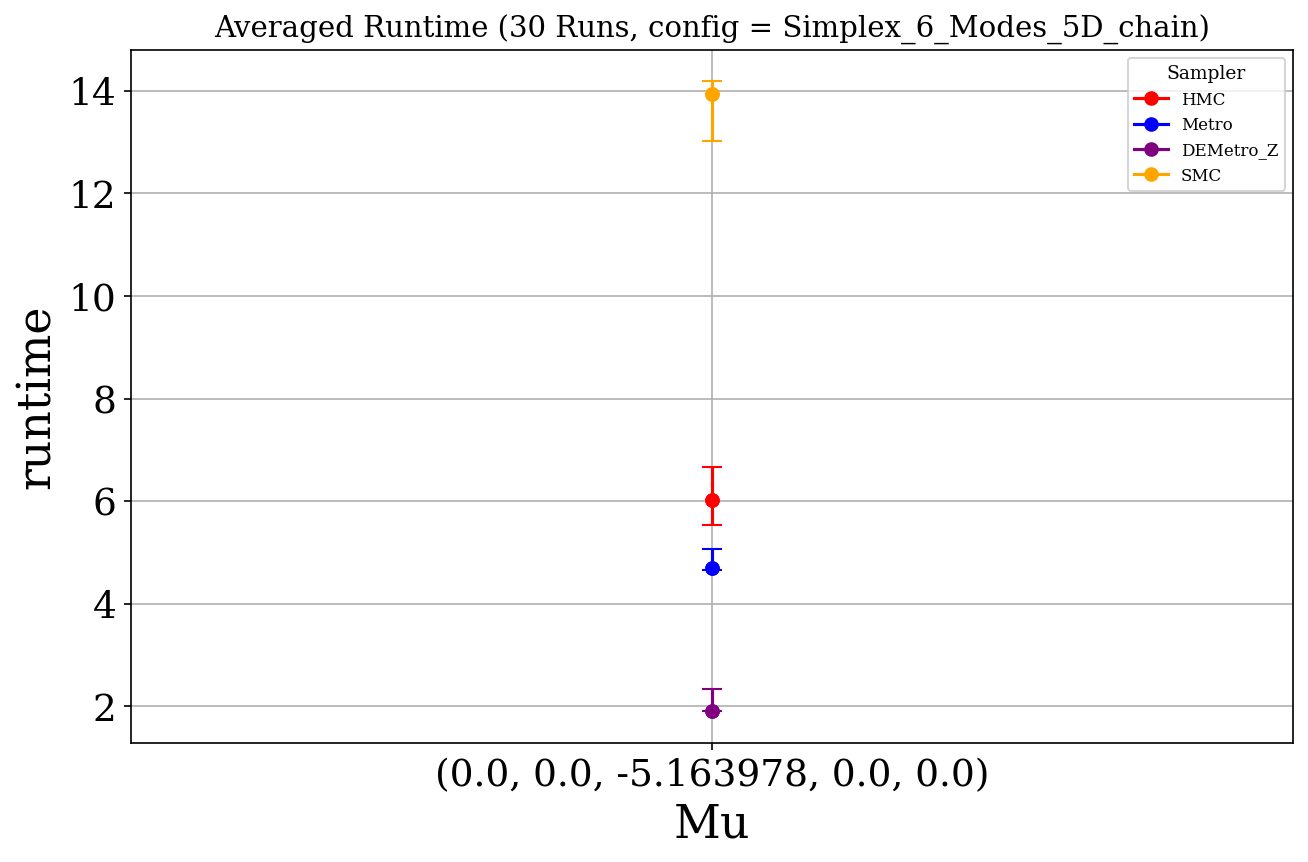 Averaged Runtime (30 Runs, config = Simplex_6_Modes_5D_chain)
Sampler
HMC
Metro
DEMetro_Z
SMC
14
12
10
8
6
4
2
runtime
(0.0, 0.0, -5.163978, 0.0, 0.0)
Mu